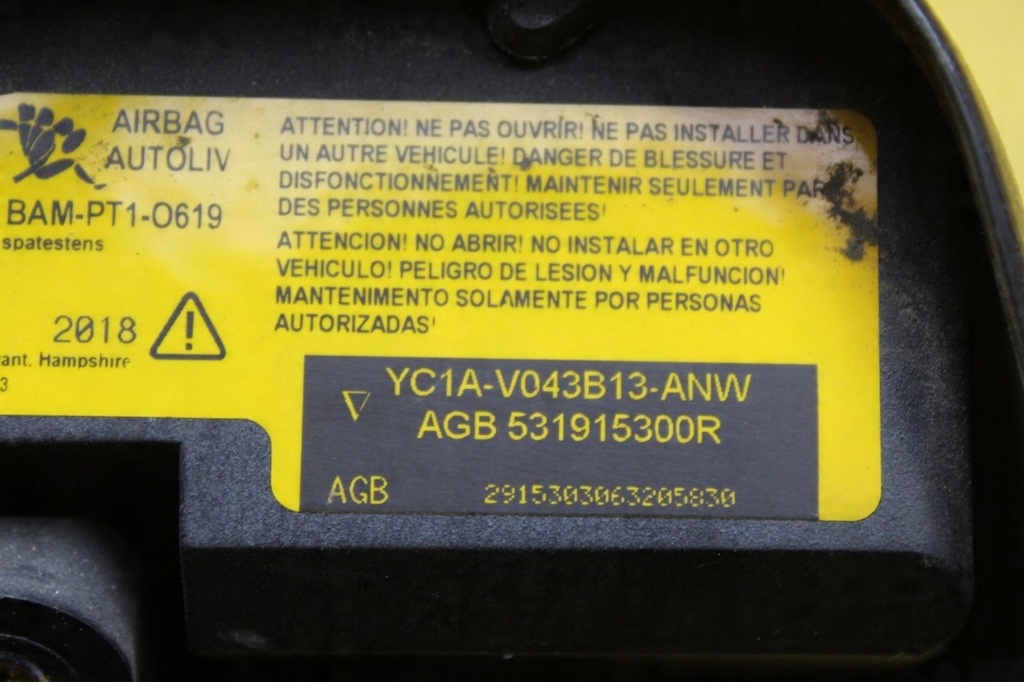 AIRBAG
AUTOLIV
BAM-PT1-O619
spatestens
2018
ant. Hampshire
3
ATTENTION! NE PAS OUVRIR! NE PAS INSTALLER DANS
UN AUTRE VEHICULE! DANGER DE BLESSURE ET
DISFONCTIONNEMENT! MAINTENIR SEULEMENT PAR
DES PERSONNES AUTORISEES!
ATTENCION! NO ABRIR! NO INSTALAR EN OTRO
VEHICULO! PELIGRO DE LESION Y MALFUNCION!
MANTENIMENTO SOLAMENTE POR PERSONAS
AUTORIZADAS!
YC1A-V043B13-ANW
AGB 531915300R
AGB 2915303063205830